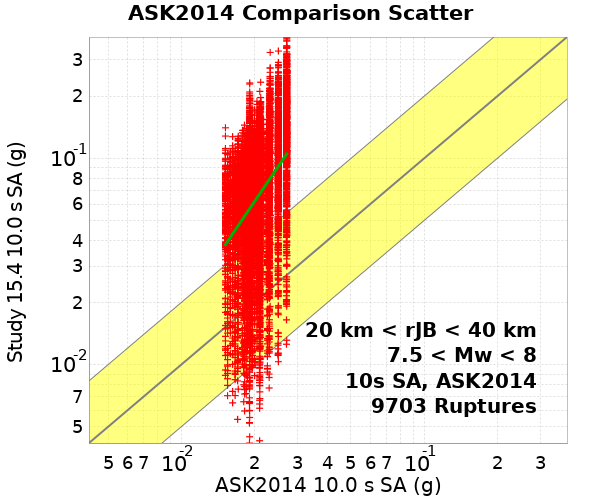 ASK2014 Comparison Scatter
Study 15.4 10.0 s SA (g)
3
2
10⁻¹
8
6
4
3
2
10⁻²
7
5
20 km < rJB < 40 km
7.5 < Mw < 8
10s SA, ASK2014
9703 Ruptures
5 6 7 10⁻² 2 3 4 5 6 7 10⁻¹ 2 3
ASK2014 10.0 s SA (g)